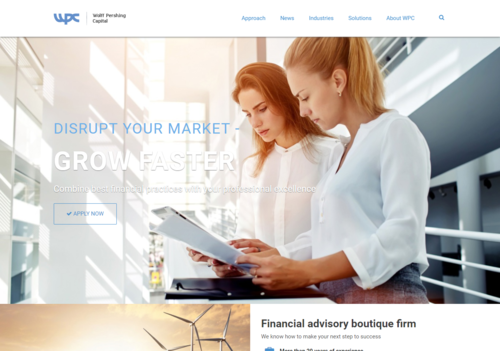 WPC
Wolff Pershing
Capital
Approach News Industries Solutions About WPC
DISRUPT YOUR MARKET -
GROW FASTER
Combine best financial practices with your professional excellence
APPLY NOW
Financial advisory boutique firm
We know how to make your next step to success
More than 20 years of experience